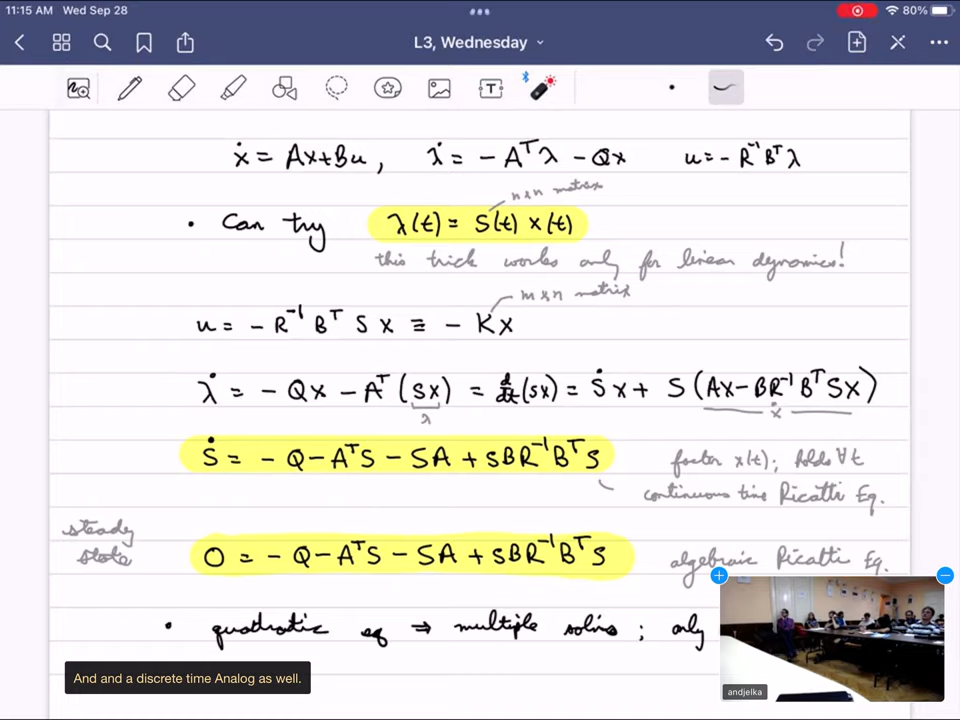 11:15 AM Wed Sep 28
80%
L3, Wednesday
T
ẋ = Ax+Bu, λ̇ = -Aᵀλ - Qx u = - R⁻¹Bᵀλ
n×n matrix
• Can try λ(t) = S(t) x(t)
this trick works only for linear dynamics!
m×n matrix
u = - R⁻¹ Bᵀ S x ≡ - Kx
λ̇ = - Qx - Aᵀ(Sx) = d/dt(Sx) = Ṡx + S(Ax-BR⁻¹BᵀSx)
λ ẋ
Ṡ = - Q - AᵀS - SA + SBR⁻¹BᵀS factor x(t); holds ∀t
continuous time Ricatti Eq.
steady
state
0 = - Q - AᵀS - SA + SBR⁻¹BᵀS algebraic Ricatti Eq.
• quadratic eq ⇒ multiple solns; only
And and a discrete time Analog as well.
andjelka